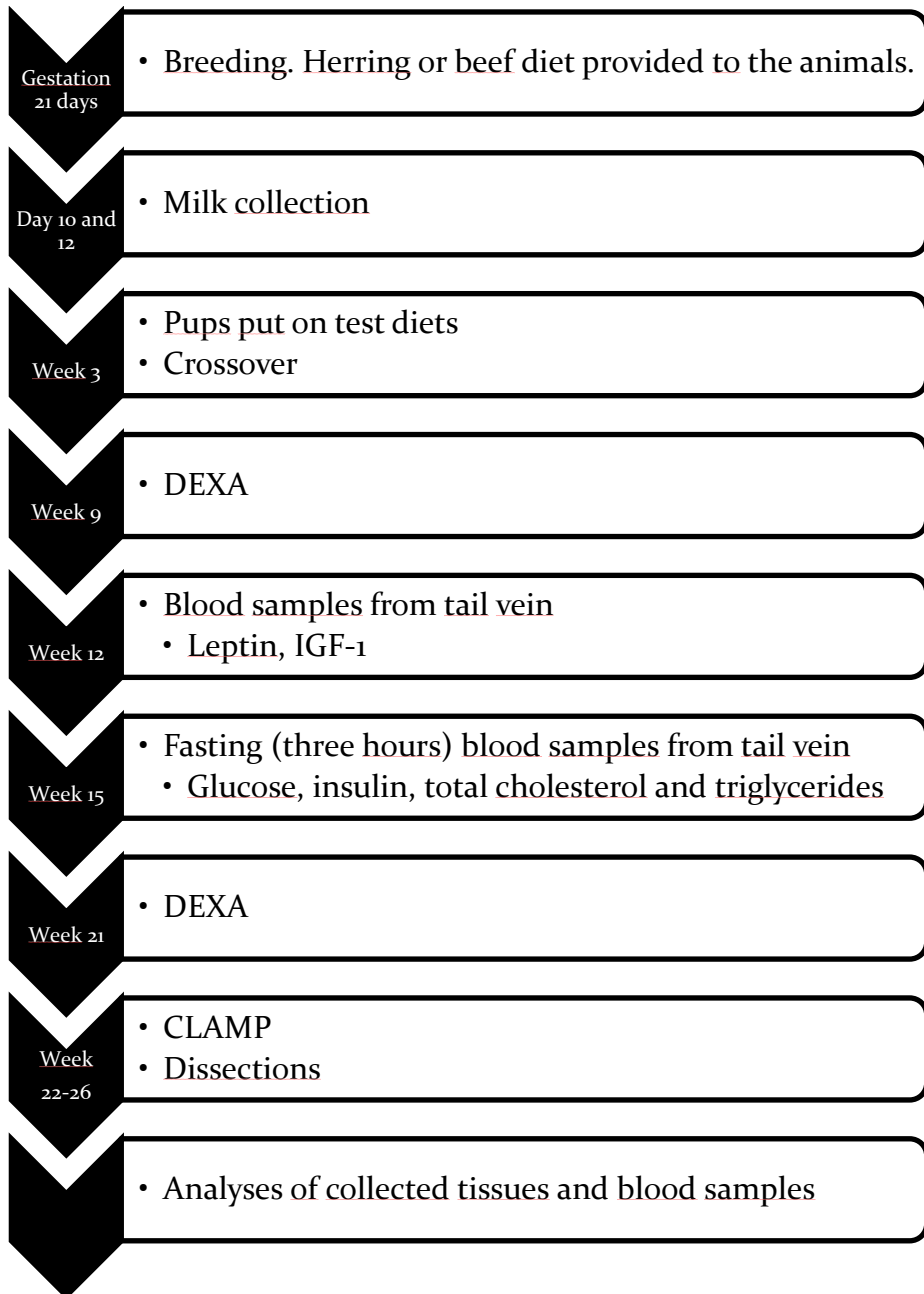 Gestation
21 days
• Breeding. Herring or beef diet provided to the animals.
Day 10 and
12
• Milk collection
Week 3
• Pups put on test diets
• Crossover
Week 9
• DEXA
Week 12
• Blood samples from tail vein
• Leptin, IGF-1
Week 15
• Fasting (three hours) blood samples from tail vein
• Glucose, insulin, total cholesterol and triglycerides
Week 21
• DEXA
Week
22-26
• CLAMP
• Dissections
• Analyses of collected tissues and blood samples